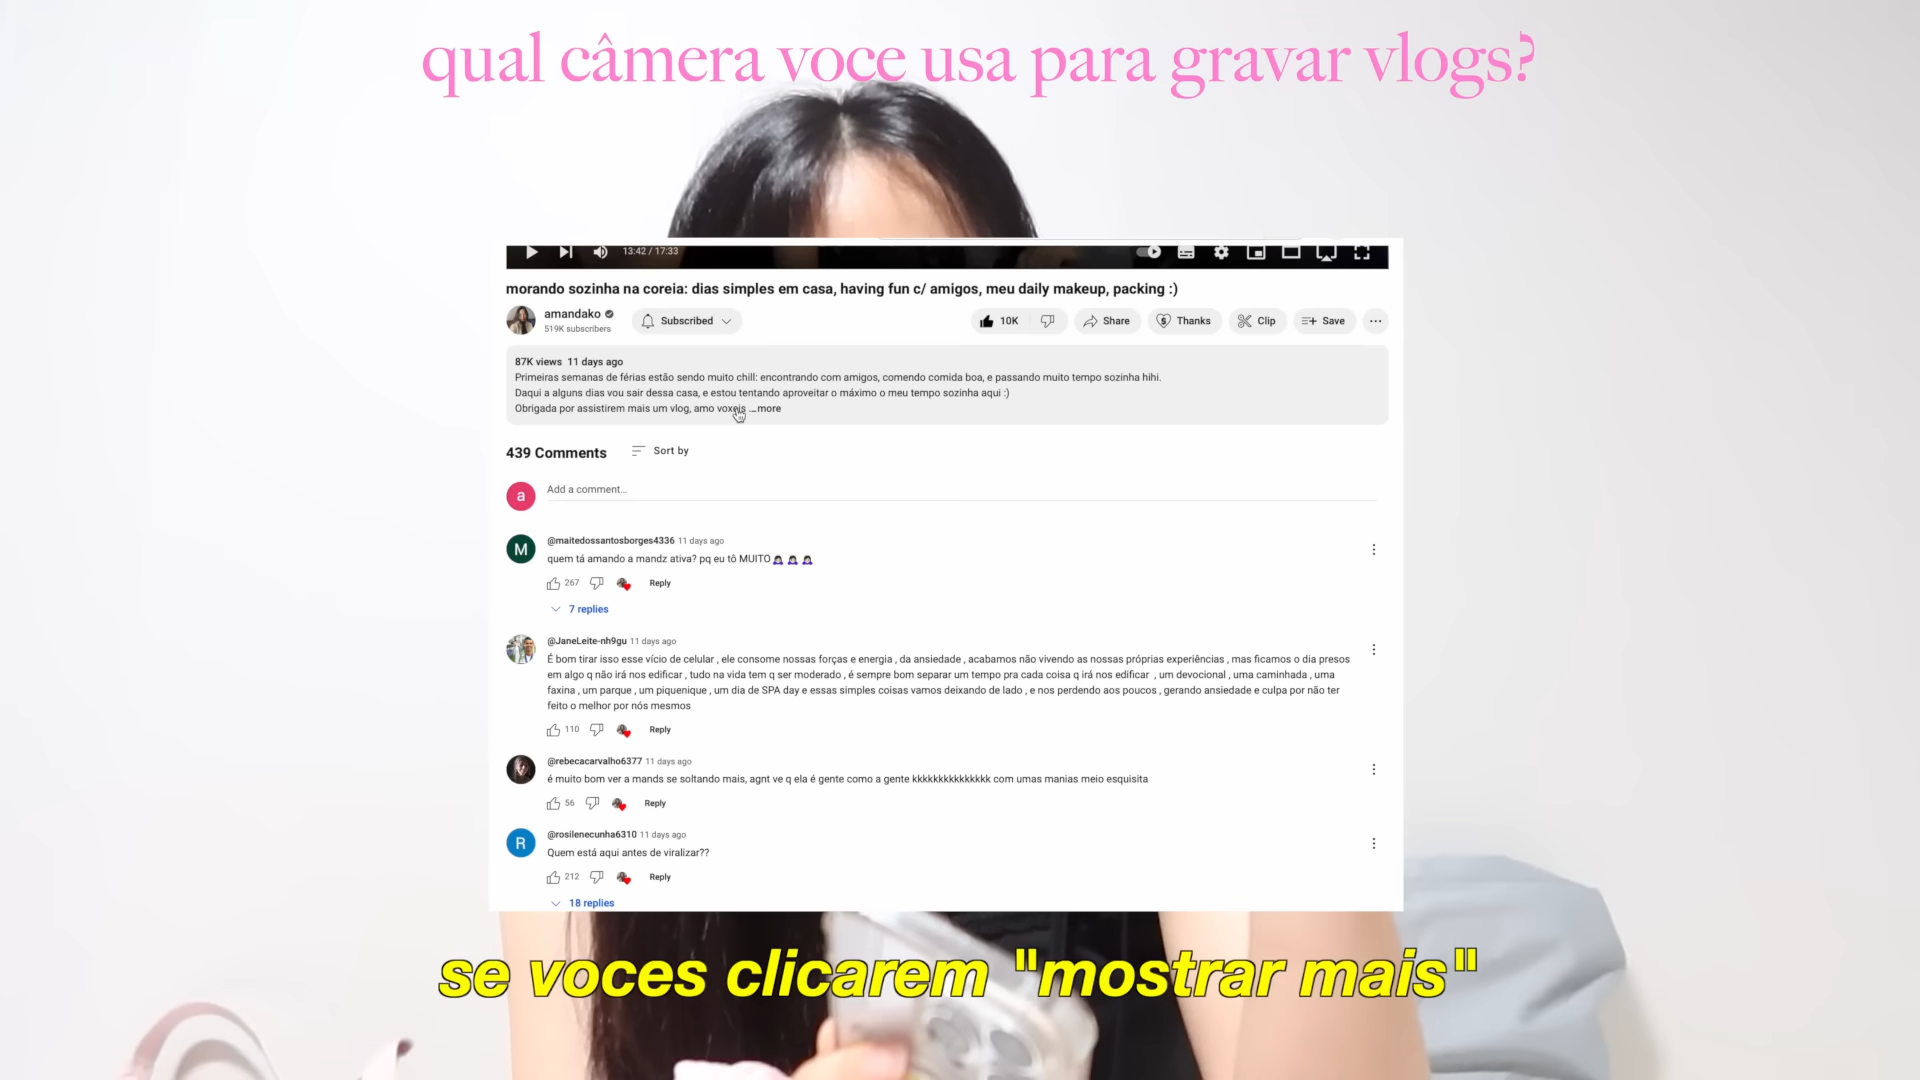 qual câmera voce usa para gravar vlogs?
13:42 / 17:33
morando sozinha na coreia: dias simples em casa, having fun c/ amigos, meu daily makeup, packing :)
amandako
519K subscribers
Subscribed
10K
Share
Thanks
Clip
Save
87K views 11 days ago
Primeiras semanas de férias estão sendo muito chill: encontrando com amigos, comendo comida boa, e passando muito tempo sozinha hihi.
Daqui a alguns dias vou sair dessa casa, e estou tentando aproveitar o máximo o meu tempo sozinha aqui :)
Obrigada por assistirem mais um vlog, amo voxeis ...more
439 Comments
Sort by
a
Add a comment...
M
@maitedossantosborges4336 11 days ago
quem tá amando a mandz ativa? pq eu tô MUITO🙇🏻‍♀️🙇🏻‍♀️🙇🏻‍♀️
267
Reply
7 replies
@JaneLeite-nh9gu 11 days ago
É bom tirar isso esse vício de celular , ele consome nossas forças e energia , da ansiedade , acabamos não vivendo as nossas próprias experiências , mas ficamos o dia presos
em algo q não irá nos edificar , tudo na vida tem q ser moderado , é sempre bom separar um tempo pra cada coisa q irá nos edificar , um devocional , uma caminhada , uma
faxina , um parque , um piquenique , um dia de SPA day e essas simples coisas vamos deixando de lado , e nos perdendo aos poucos , gerando ansiedade e culpa por não ter
feito o melhor por nós mesmos
110
Reply
@rebecacarvalho6377 11 days ago
é muito bom ver a mands se soltando mais, agnt ve q ela é gente como a gente kkkkkkkkkkkkkkk com umas manias meio esquisita
56
Reply
R
@rosilenecunha6310 11 days ago
Quem está aqui antes de viralizar??
212
Reply
18 replies
se voces clicarem "mostrar mais"